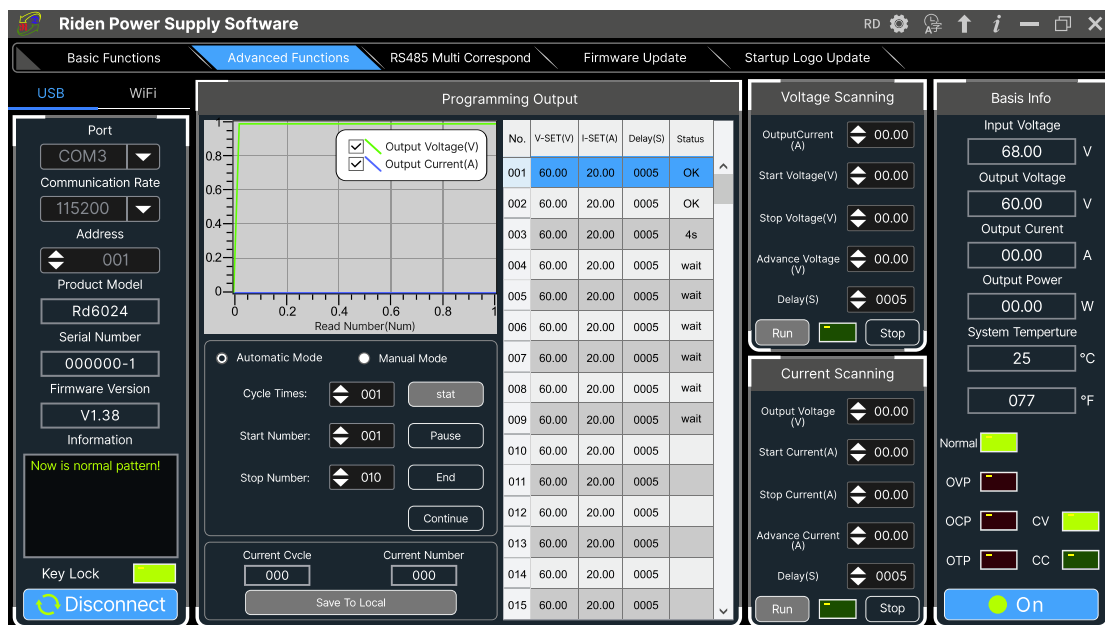 Riden Power Supply Software
RD
Basic Functions
Advanced Functions
RS485 Multi Correspond
Firmware Update
Startup Logo Update
USB
WiFi
Port
COM3
Communication Rate
115200
Address
001
Product Model
Rd6024
Serial Number
000000-1
Firmware Version
V1.38
Information
Now is normal pattern!
Key Lock
Disconnect
Programming Output
1
0.8
0.6
0.4
0.2
0
0 0.2 0.4 0.6 0.8 1
Read Number(Num)
Output Voltage(V)
Output Current(A)
Automatic Mode
Manual Mode
Cycle Times: 001 stat
Start Number: 001 Pause
Stop Number: 010 End
Continue
Current Cvcle
Current Number
000
000
Save To Local
No. V-SET(V) I-SET(A) Delay(S) Status
001 60.00 20.00 0005 OK
002 60.00 20.00 0005 OK
003 60.00 20.00 0005 4s
004 60.00 20.00 0005 wait
005 60.00 20.00 0005 wait
006 60.00 20.00 0005 wait
007 60.00 20.00 0005 wait
008 60.00 20.00 0005 wait
009 60.00 20.00 0005 wait
010 60.00 20.00 0005
011 60.00 20.00 0005
012 60.00 20.00 0005
013 60.00 20.00 0005
014 60.00 20.00 0005
015 60.00 20.00 0005
Voltage Scanning
OutputCurrent
(A)
00.00
Start Voltage(V) 00.00
Stop Voltage(V) 00.00
Advance Voltage
(V)
00.00
Delay(S) 0005
Run Stop
Current Scanning
Output Voltage
(V)
00.00
Start Current(A) 00.00
Stop Current(A) 00.00
Advance Current
(A)
00.00
Delay(S) 0005
Run Stop
Basis Info
Input Voltage
68.00 V
Output Voltage
60.00 V
Output Curent
00.00 A
Output Power
00.00 W
System Temperture
25 °C
077 °F
Normal
OVP
OCP CV
OTP CC
On